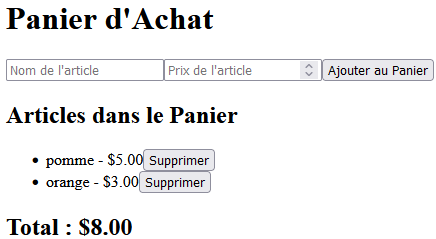 Panier d'Achat
Nom de l'article Prix de l'article Ajouter au Panier
Articles dans le Panier
pomme - $5.00 Supprimer
orange - $3.00 Supprimer
Total : $8.00